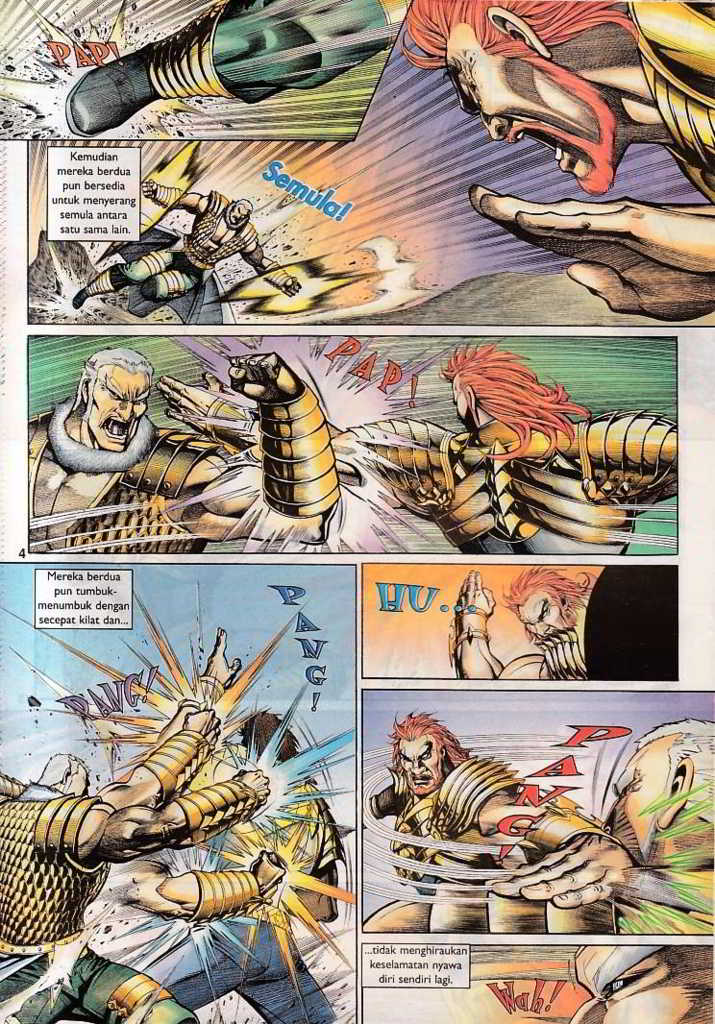 PAP!
Kemudian
mereka berdua
pun bersedia
untuk menyerang
semula antara
satu sama lain.
Semula!
PAP!
4
Mereka berdua
pun tumbuk-
menumbuk dengan
secepat kilat dan...
PANG!
PANG!
HU...
PANG!
...tidak menghiraukan
keselamatan nyawa
diri sendiri lagi.
Wah!